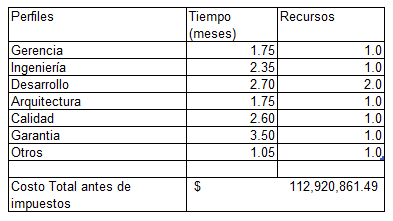 Perfiles Tiempo (meses) Recursos
Gerencia 1.75 1.0
Ingeniería 2.35 1.0
Desarrollo 2.70 2.0
Arquitectura 1.75 1.0
Calidad 2.60 1.0
Garantia 3.50 1.0
Otros 1.05 1.0
Costo Total antes de impuestos $ 112,920,861.49